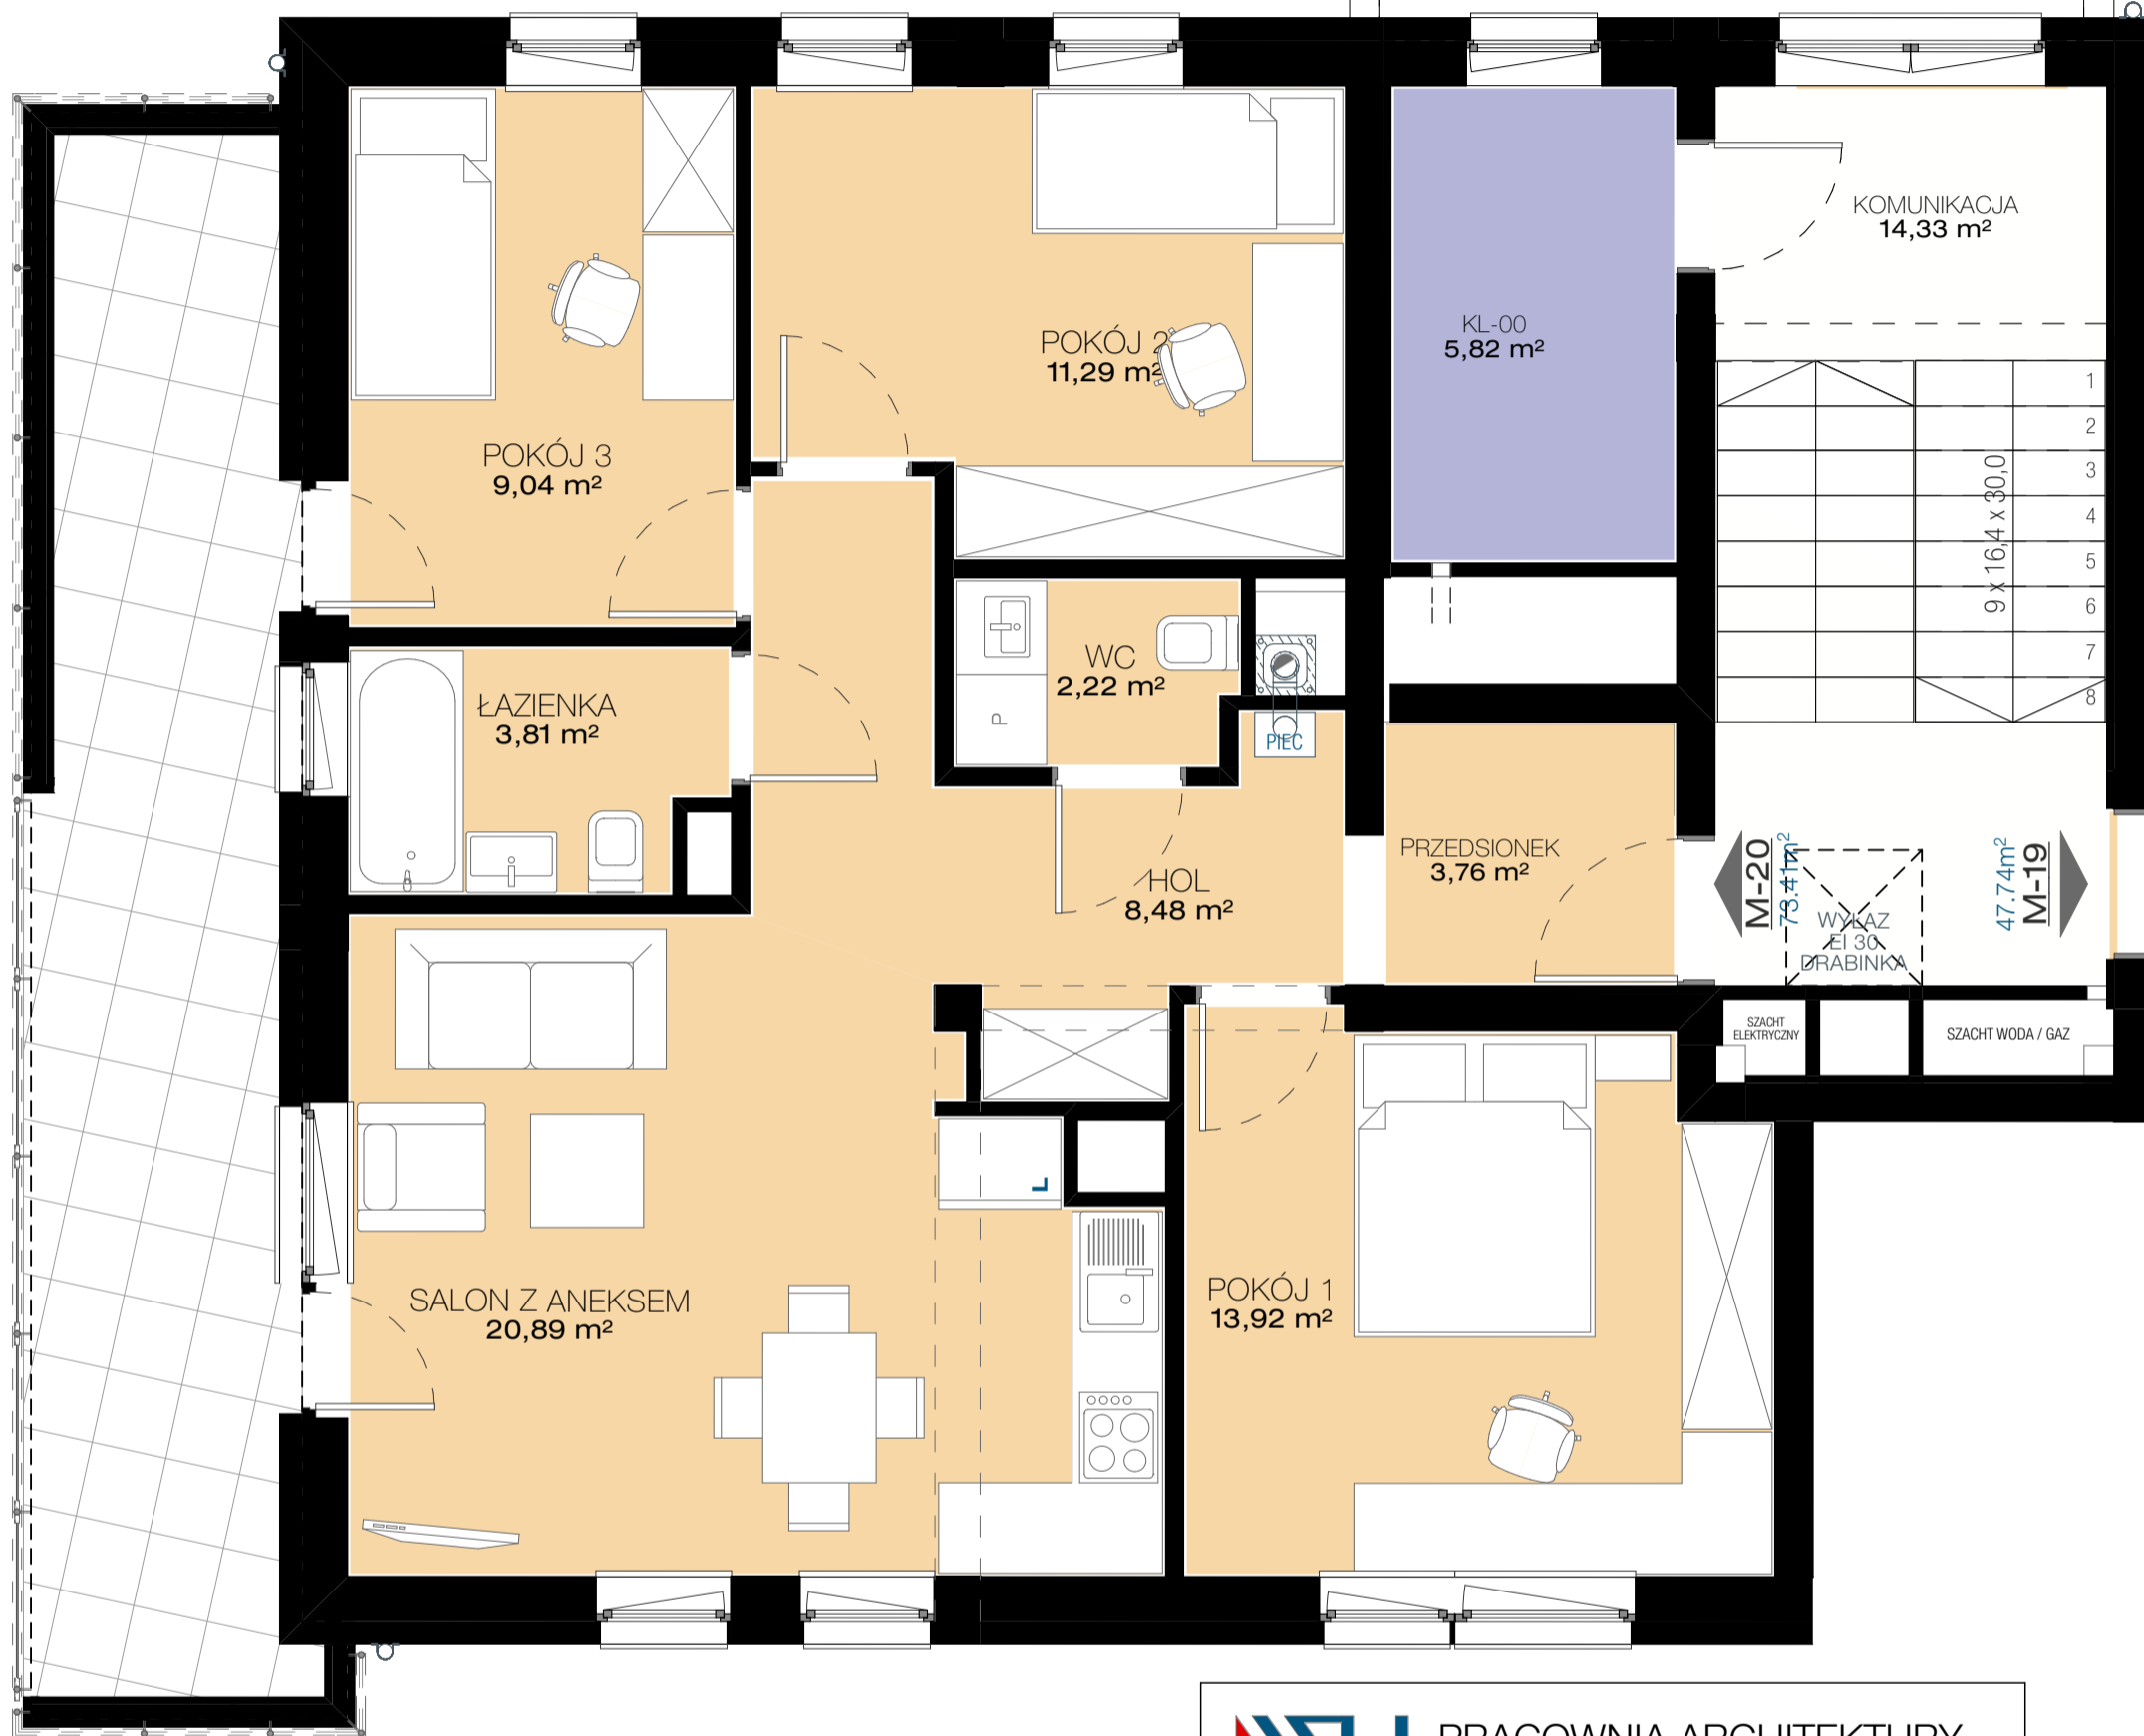 KOMUNIKACJA
14,33 m²
KL-00
5,82 m²
POKÓJ 2
11,29 m²
POKÓJ 3
9,04 m²
1
2
3
4
5
6
7
8
9 x 16,4 x 30,0
WC
2,22 m²
P
PIEC
ŁAZIENKA
3,81 m²
PRZEDSIONEK
3,76 m²
HOL
8,48 m²
M-20
73.41m²
WYŁAZ
EI 30
DRABINKA
47.74m²
M-19
SZACHT
ELEKTRYCZNY
SZACHT WODA / GAZ
L
SALON Z ANEKSEM
20,89 m²
POKÓJ 1
13,92 m²
PRACOWNIA ARCHITEKTURY